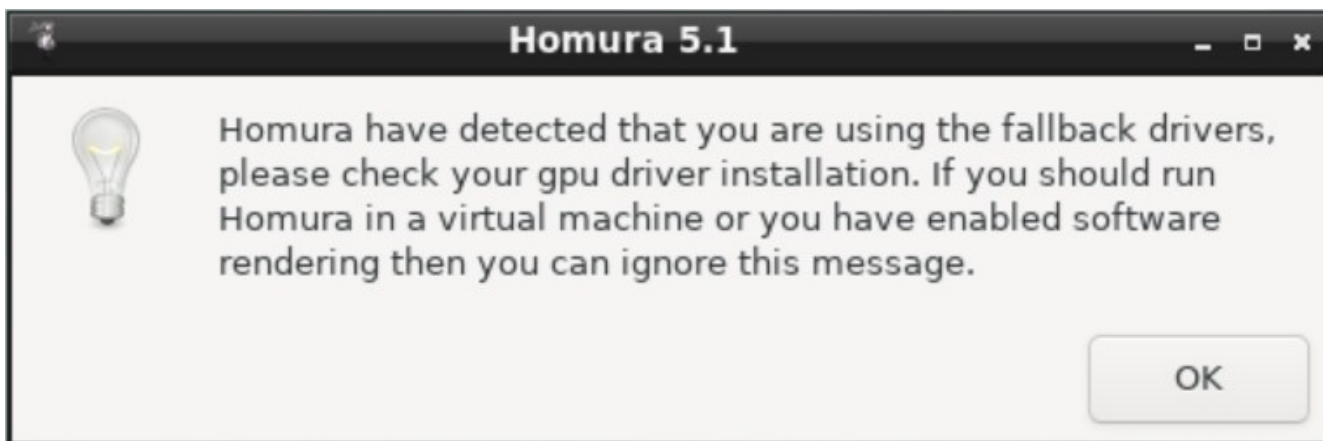 Homura 5.1
Homura have detected that you are using the fallback drivers,
please check your gpu driver installation. If you should run
Homura in a virtual machine or you have enabled software
rendering then you can ignore this message.
OK